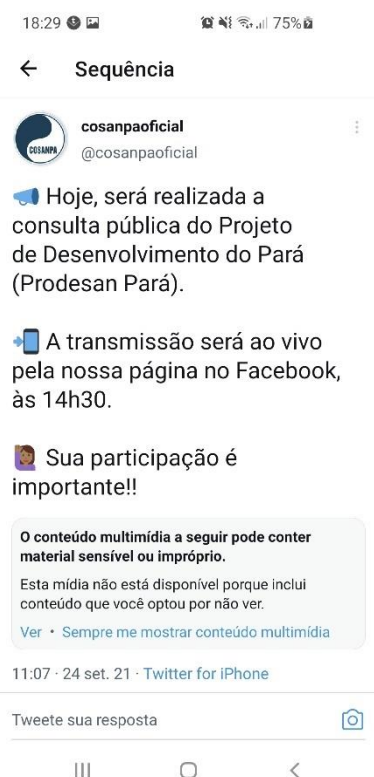 18:29 75%
Sequência
COSANPA
cosanpaoficial
@cosanpaoficial
Hoje, será realizada a
consulta pública do Projeto
de Desenvolvimento do Pará
(Prodesan Pará).
A transmissão será ao vivo
pela nossa página no Facebook,
às 14h30.
Sua participação é
importante!!
O conteúdo multimídia a seguir pode conter
material sensível ou impróprio.
Esta mídia não está disponível porque inclui
conteúdo que você optou por não ver.
Ver • Sempre me mostrar conteúdo multimídia
11:07 · 24 set. 21 · Twitter for iPhone
Tweete sua resposta